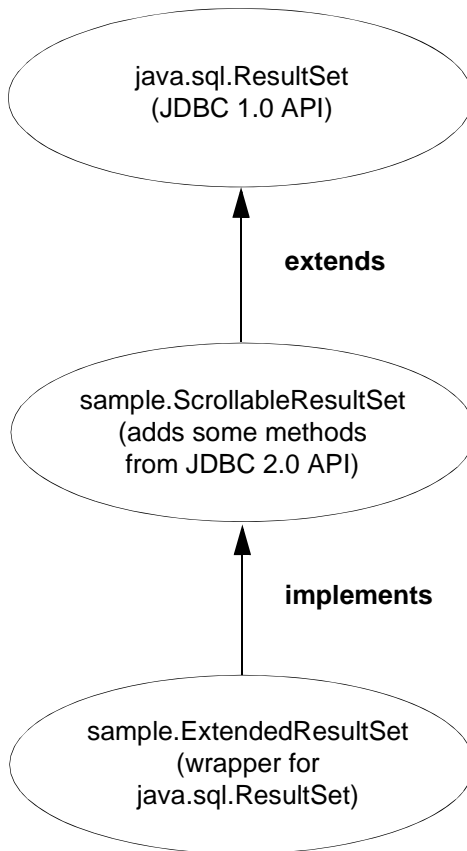 java.sql.ResultSet
(JDBC 1.0 API)
extends
sample.ScrollableResultSet
(adds some methods
from JDBC 2.0 API)
implements
sample.ExtendedResultSet
(wrapper for
java.sql.ResultSet)